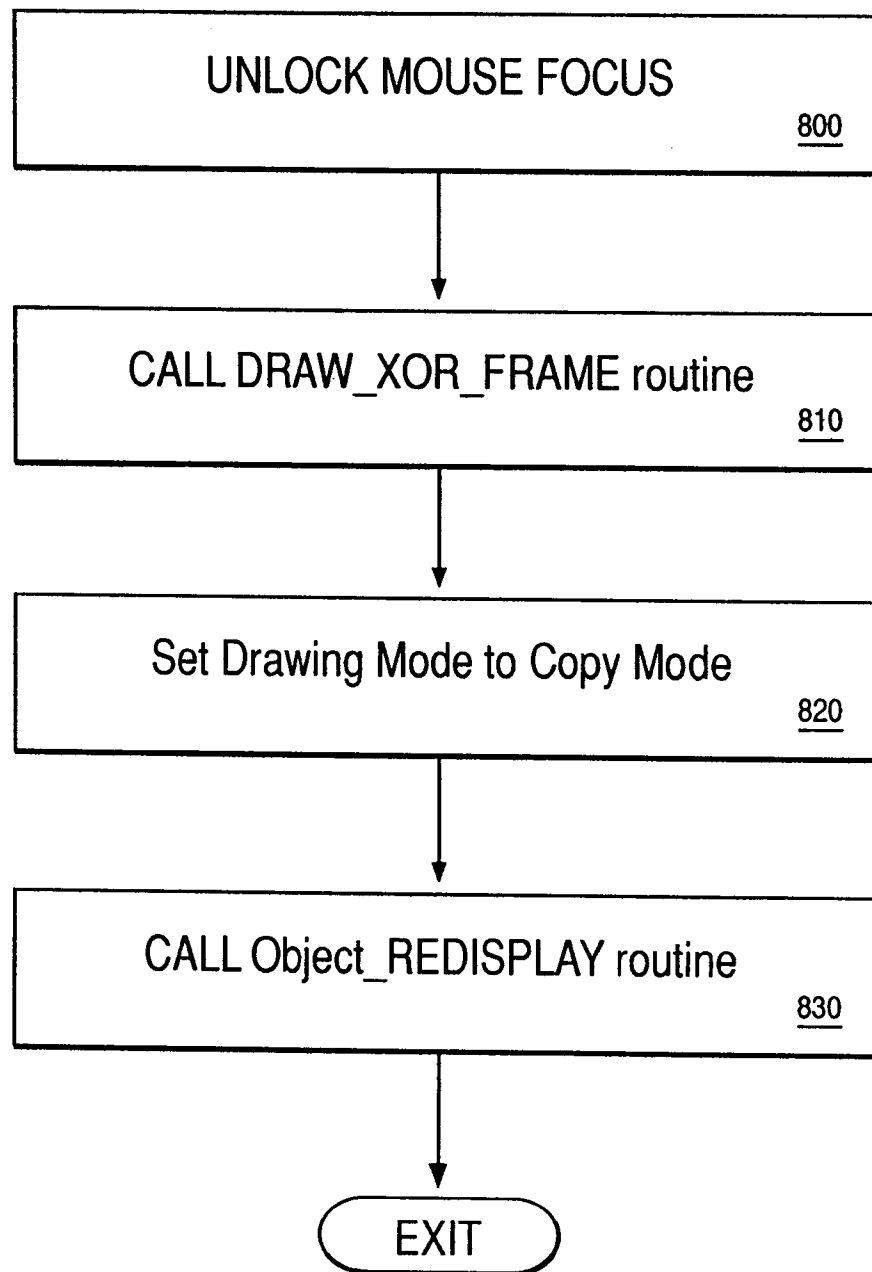 UNLOCK MOUSE FOCUS
800
CALL DRAW_XOR_FRAME routine
810
Set Drawing Mode to Copy Mode
820
CALL Object_REDISPLAY routine
830
EXIT